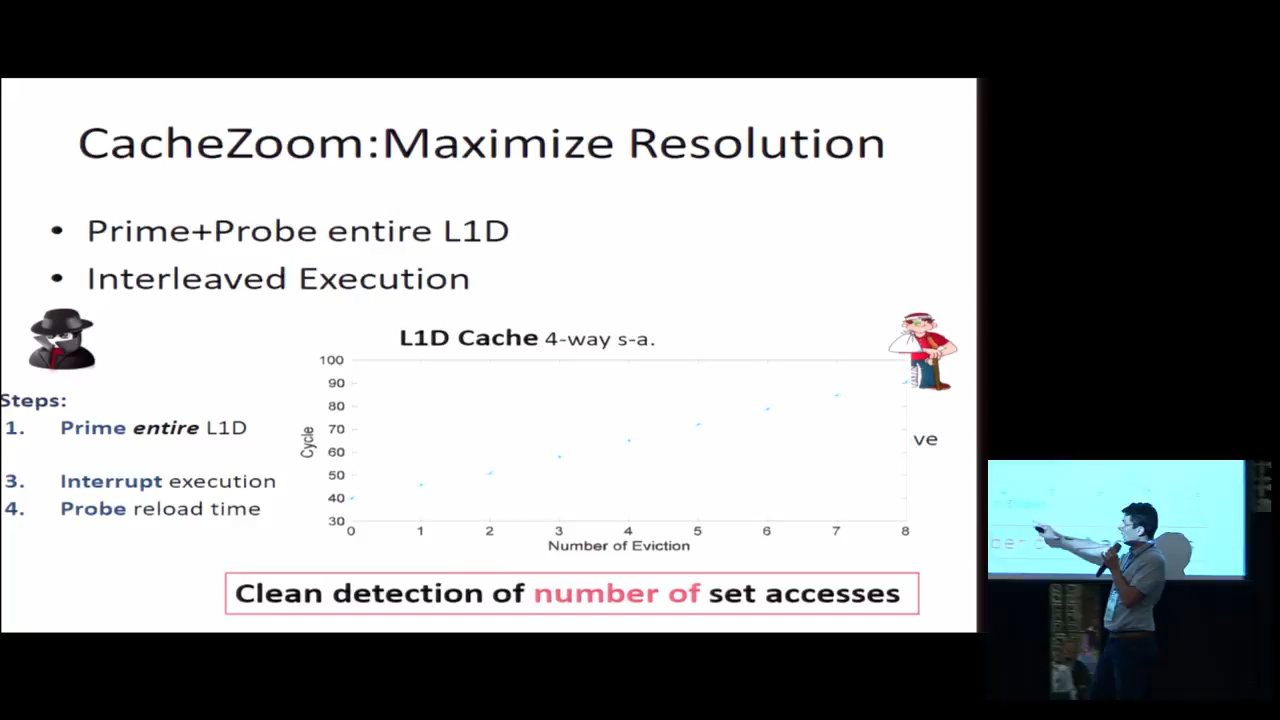 CacheZoom:Maximize Resolution
• Prime+Probe entire L1D
• Interleaved Execution
L1D Cache 4-way s-a.
Steps:
1. Prime entire L1D
3. Interrupt execution
4. Probe reload time
ve
Cycle
100
90
80
70
60
50
40
30
0 1 2 3 4 5 6 7 8
Number of Eviction
Clean detection of number of set accesses